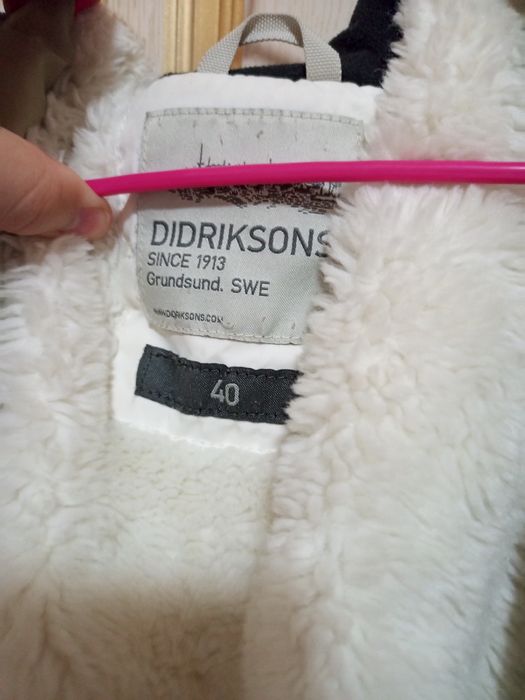 DIDRIKSONS
SINCE 1913
Grundsund. SWE
WWW.DIDRIKSONS.COM
40